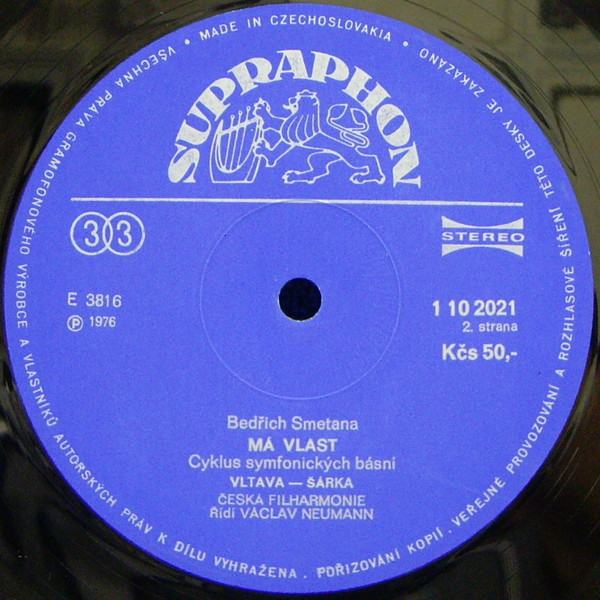 MADE IN CZECHOSLOVAKIA • VŠECHNA PRÁVA GRAMOFONOVÉHO VÝROBCE A VLASTNÍKŮ AUTORSKÝCH PRÁV K DÍLU VYHRAŽENA. POŘIZOVÁNÍ KOPIÍ. VEŘEJNÉ PROVOZOVÁNÍ A ROZHLASOVÉ ŠÍŘENÍ TÉTO DESKY JE ZAKÁZÁNO •
SUPRAPHON
33
STEREO
E 3816
1 10 2021
Ⓟ 1976
2. strana
Kčs 50,-
Bedřich Smetana
MÁ VLAST
Cyklus symfonických básní
VLTAVA — ŠÁRKA
ČESKÁ FILHARMONIE
Řídí VÁCLAV NEUMANN